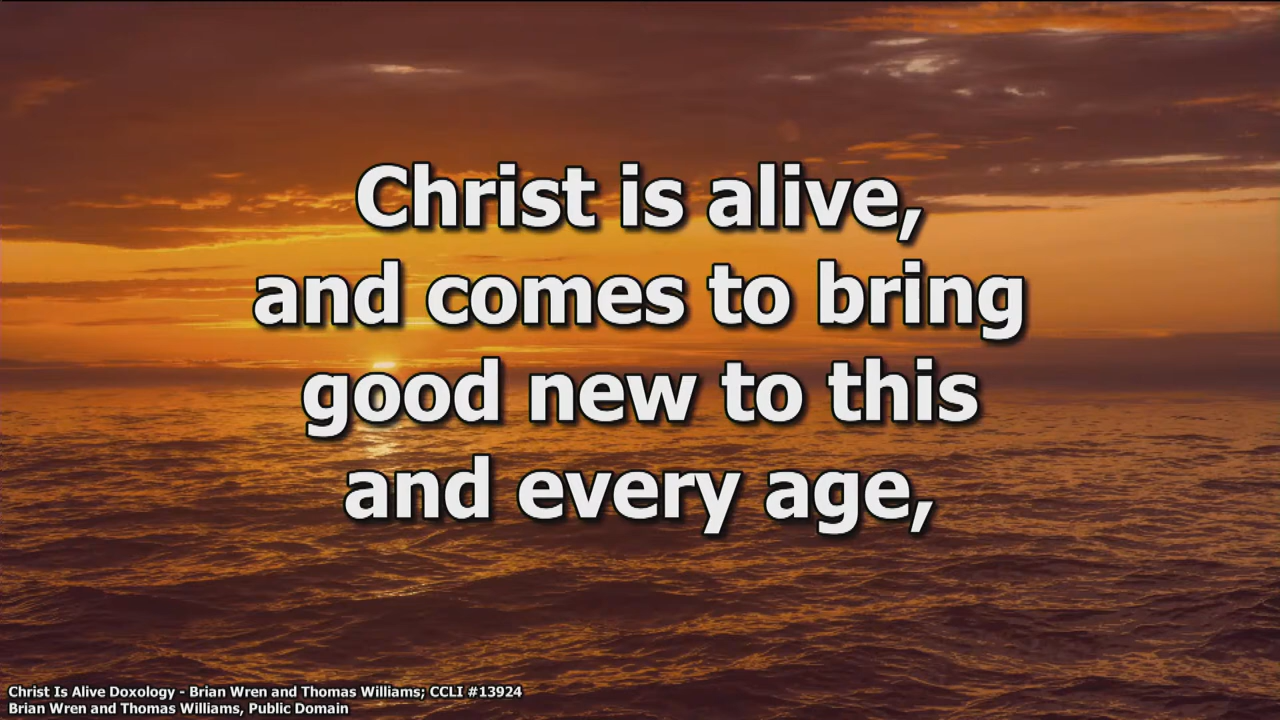 Christ is alive,
and comes to bring
good new to this
and every age,
Christ Is Alive Doxology - Brian Wren and Thomas Williams; CCLI #13924
Brian Wren and Thomas Williams, Public Domain